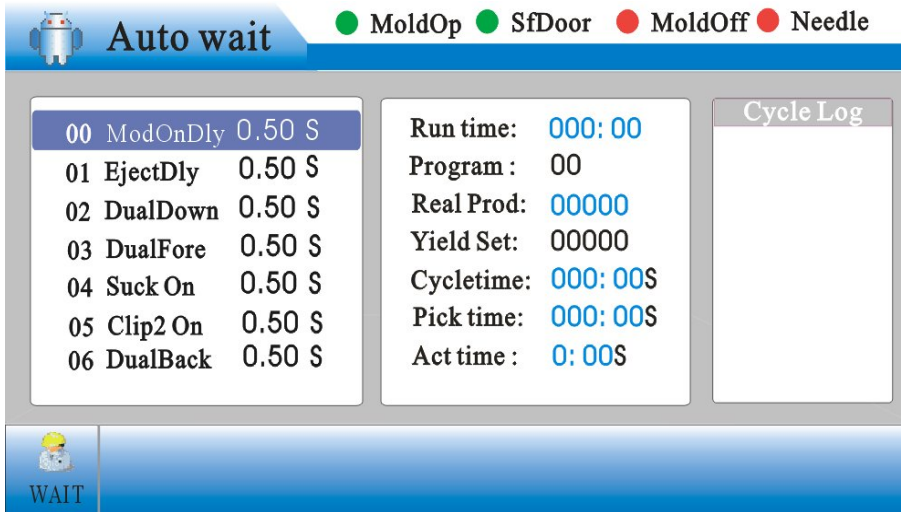 Auto wait
MoldOp SfDoor MoldOff Needle
00 ModOnDly 0.50 S
01 EjectDly 0.50 S
02 DualDown 0.50 S
03 DualFore 0.50 S
04 Suck On 0.50 S
05 Clip2 On 0.50 S
06 DualBack 0.50 S
Run time: 000:00
Program : 00
Real Prod: 00000
Yield Set: 00000
Cycletime: 000:00S
Pick time: 000:00S
Act time : 0:00S
Cycle Log
WAIT